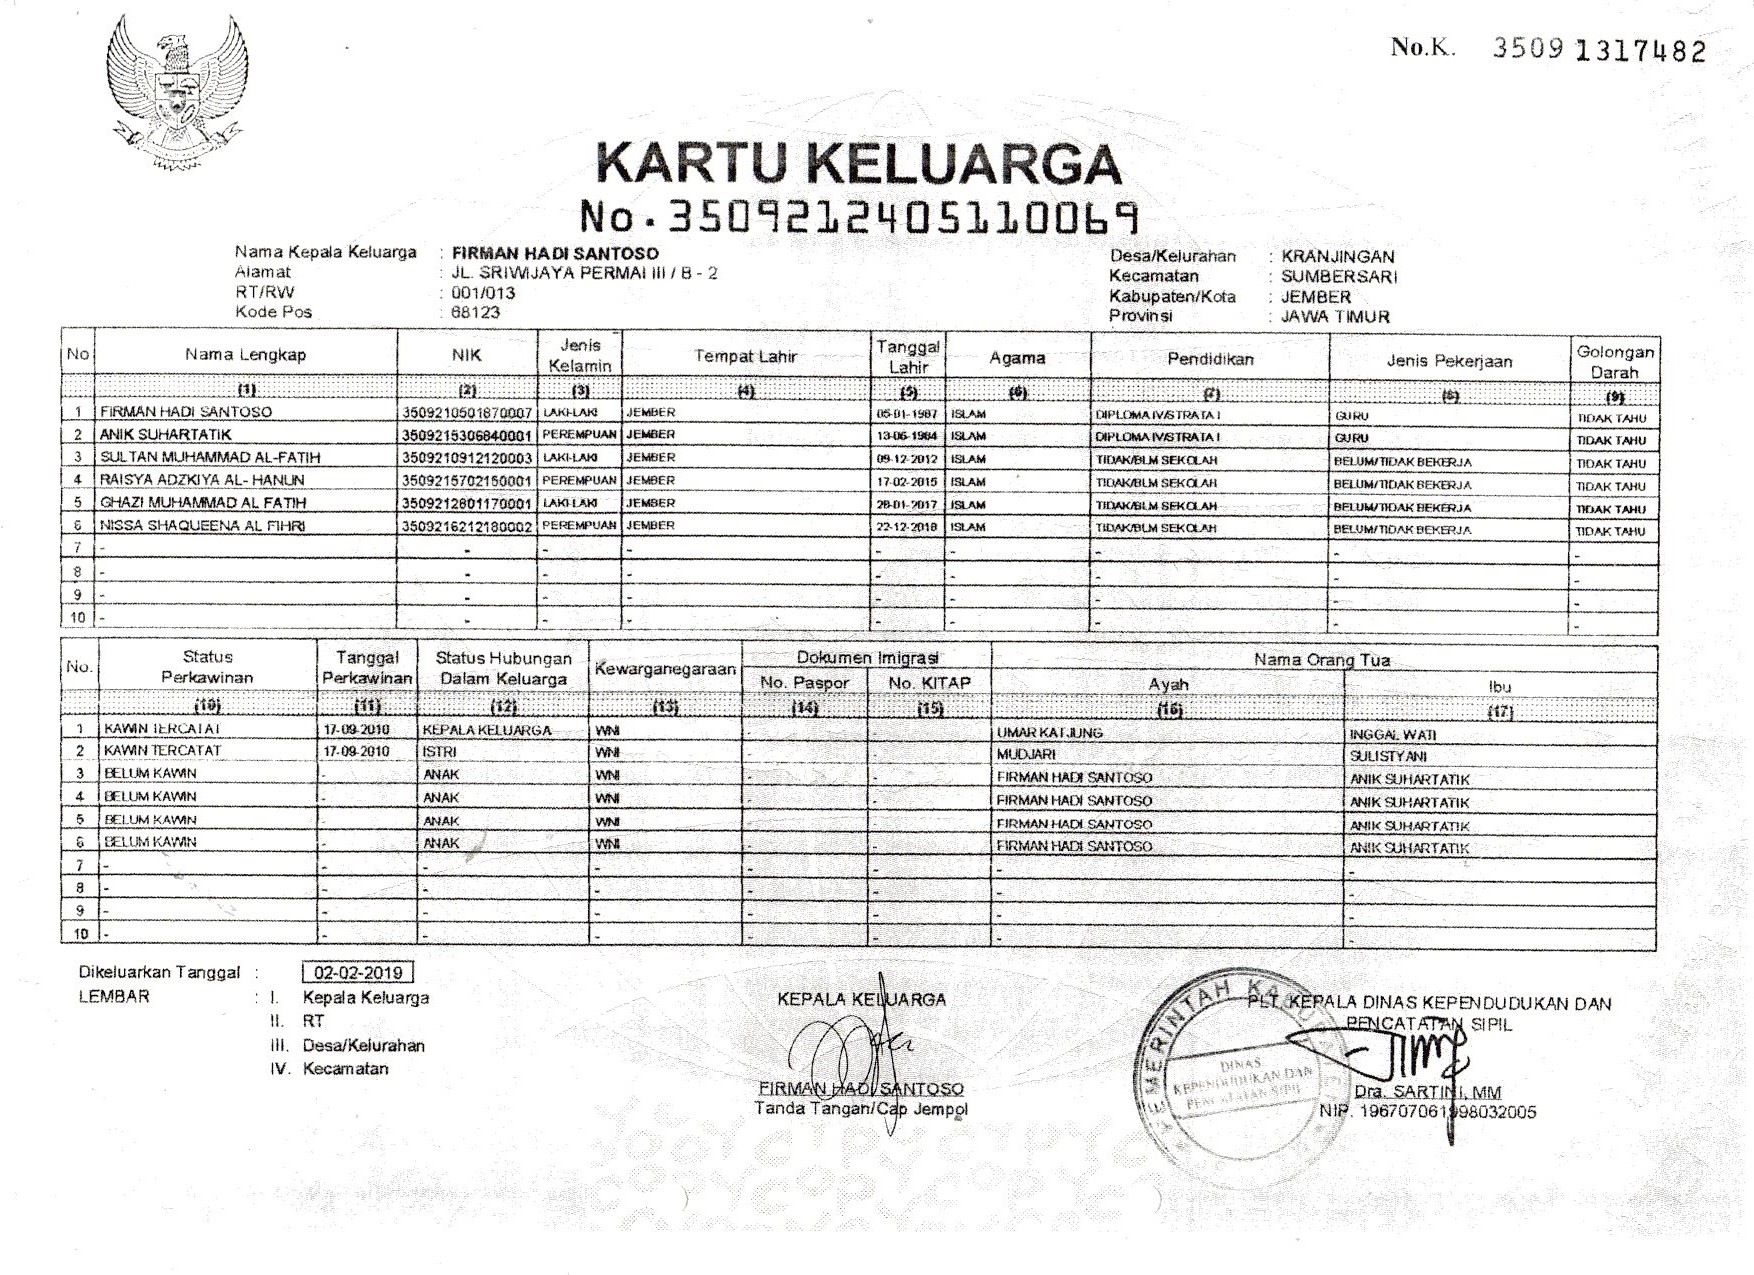 No.K. 3509 1317482
KARTU KELUARGA
No. 3509212405110069
Nama Kepala Keluarga : FIRMAN HADI SANTOSO
Alamat : JL. SRIWIJAYA PERMAI III / B - 2
RT/RW : 001/013
Kode Pos : 68123
Desa/Kelurahan : KRANJINGAN
Kecamatan : SUMBERSARI
Kabupaten/Kota : JEMBER
Provinsi : JAWA TIMUR
No Nama Lengkap NIK Jenis Kelamin Tempat Lahir Tanggal Lahir Agama Pendidikan Jenis Pekerjaan Golongan Darah
(1) (2) (3) (4) (5) (6) (7) (8) (9)
1 FIRMAN HADI SANTOSO 3509210501870007 LAKI-LAKI JEMBER 05-01-1987 ISLAM DIPLOMA IV/STRATA I GURU TIDAK TAHU
2 ANIK SUHARTATIK 3509215306840001 PEREMPUAN JEMBER 13-06-1984 ISLAM DIPLOMA IV/STRATA I GURU TIDAK TAHU
3 SULTAN MUHAMMAD AL-FATIH 3509210912120003 LAKI-LAKI JEMBER 09-12-2012 ISLAM TIDAK/BLM SEKOLAH BELUM/TIDAK BEKERJA TIDAK TAHU
4 RAISYA ADZKIYA AL- HANUN 3509215702150001 PEREMPUAN JEMBER 17-02-2015 ISLAM TIDAK/BLM SEKOLAH BELUM/TIDAK BEKERJA TIDAK TAHU
5 GHAZI MUHAMMAD AL FATIH 3509212801170001 LAKI-LAKI JEMBER 28-01-2017 ISLAM TIDAK/BLM SEKOLAH BELUM/TIDAK BEKERJA TIDAK TAHU
6 NISSA SHAQUEENA AL FIHRI 3509216212180002 PEREMPUAN JEMBER 22-12-2018 ISLAM TIDAK/BLM SEKOLAH BELUM/TIDAK BEKERJA TIDAK TAHU
7 - - - - - - - - -
8 - - - - - - - - -
9 - - - - - - - - -
10 - - - - - - - - -
No. Status Perkawinan Tanggal Perkawinan Status Hubungan Dalam Keluarga Kewarganegaraan Dokumen Imigrasi Nama Orang Tua
No. Paspor No. KITAP Ayah Ibu
(10) (11) (12) (13) (14) (15) (16) (17)
1 KAWIN TERCATAT 17-09-2010 KEPALA KELUARGA WNI - - UMAR KATJUNG INGGAL WATI
2 KAWIN TERCATAT 17-09-2010 ISTRI WNI - - MUDJARI SULISTYANI
3 BELUM KAWIN - ANAK WNI - - FIRMAN HADI SANTOSO ANIK SUHARTATIK
4 BELUM KAWIN - ANAK WNI - - FIRMAN HADI SANTOSO ANIK SUHARTATIK
5 BELUM KAWIN - ANAK WNI - - FIRMAN HADI SANTOSO ANIK SUHARTATIK
6 BELUM KAWIN - ANAK WNI - - FIRMAN HADI SANTOSO ANIK SUHARTATIK
7 - - - - - - - -
8 - - - - - - - -
9 - - - - - - - -
10 - - - - - - - -
Dikeluarkan Tanggal : 02-02-2019
LEMBAR : I. Kepala Keluarga
II. RT
III. Desa/Kelurahan
IV. Kecamatan
KEPALA KELUARGA
FIRMAN HADI SANTOSO
Tanda Tangan/Cap Jempol
PLT. KEPALA DINAS KEPENDUDUKAN DAN
PENCATATAN SIPIL
Dra. SARTINI, MM
NIP. 196707061998032005
PEMERINTAH
DINAS
KEPENDUDUKAN DAN
PENCATATAN SIPIL